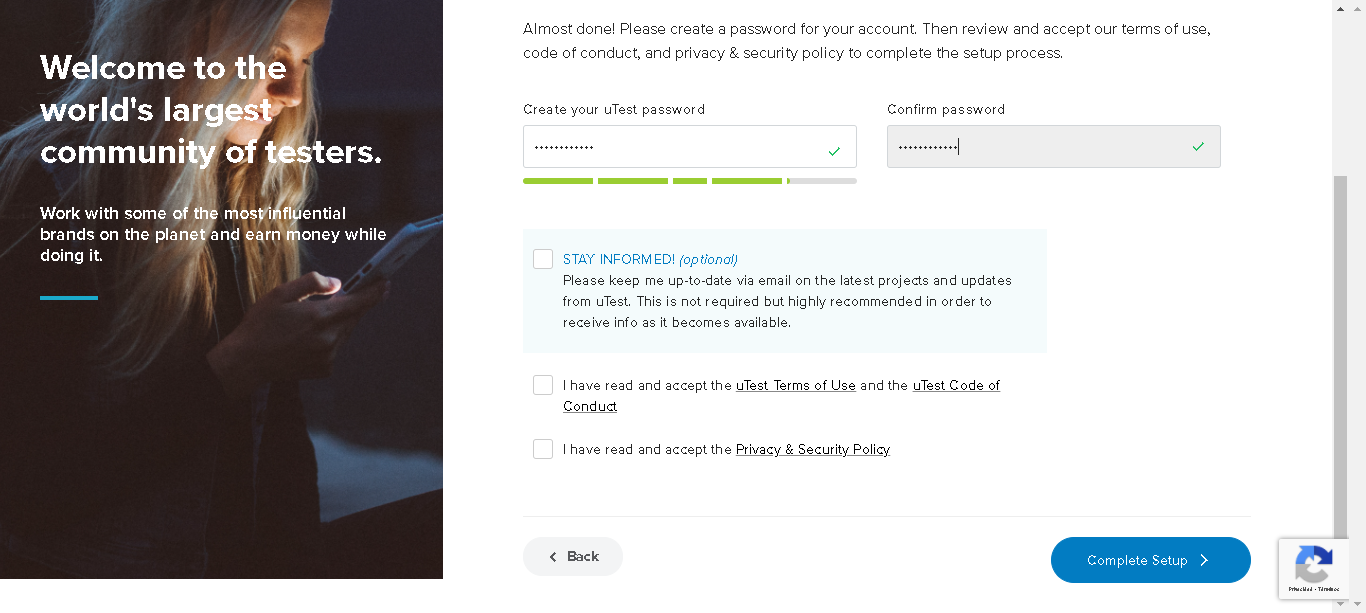 Welcome to the
world's largest
community of testers.
Work with some of the most influential
brands on the planet and earn money while
doing it.
Almost done! Please create a password for your account. Then review and accept our terms of use,
code of conduct, and privacy & security policy to complete the setup process.
Create your uTest password
Confirm password
STAY INFORMED! (optional)
Please keep me up-to-date via email on the latest projects and updates
from uTest. This is not required but highly recommended in order to
receive info as it becomes available.
I have read and accept the uTest Terms of Use and the uTest Code of
Conduct
I have read and accept the Privacy & Security Policy
Back
Complete Setup